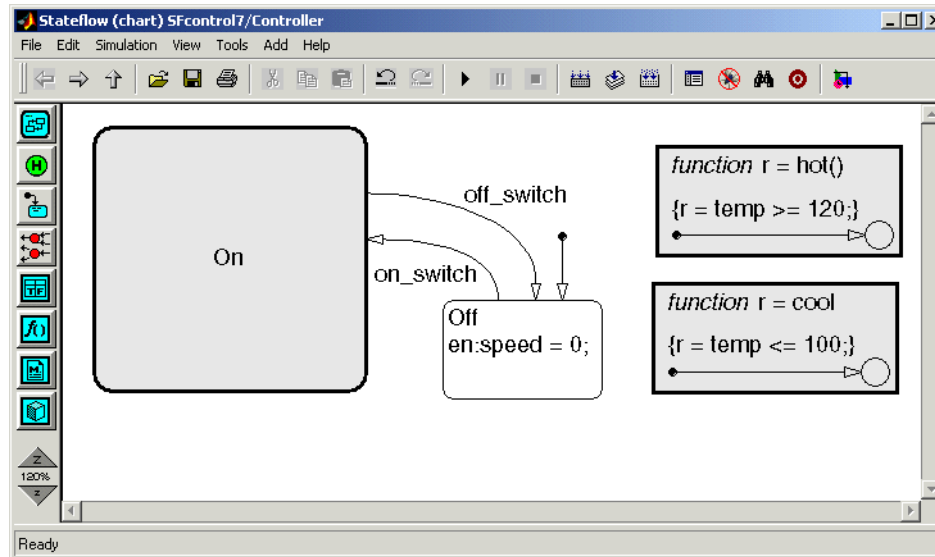 Stateflow (chart) SFcontrol7/Controller
File Edit Simulation View Tools Add Help
H
TF
f()
M
Z
120%
z
On
off_switch
on_switch
Off
en:speed = 0;
function r = hot()
{r = temp >= 120;}
function r = cool
{r = temp <= 100;}
Ready